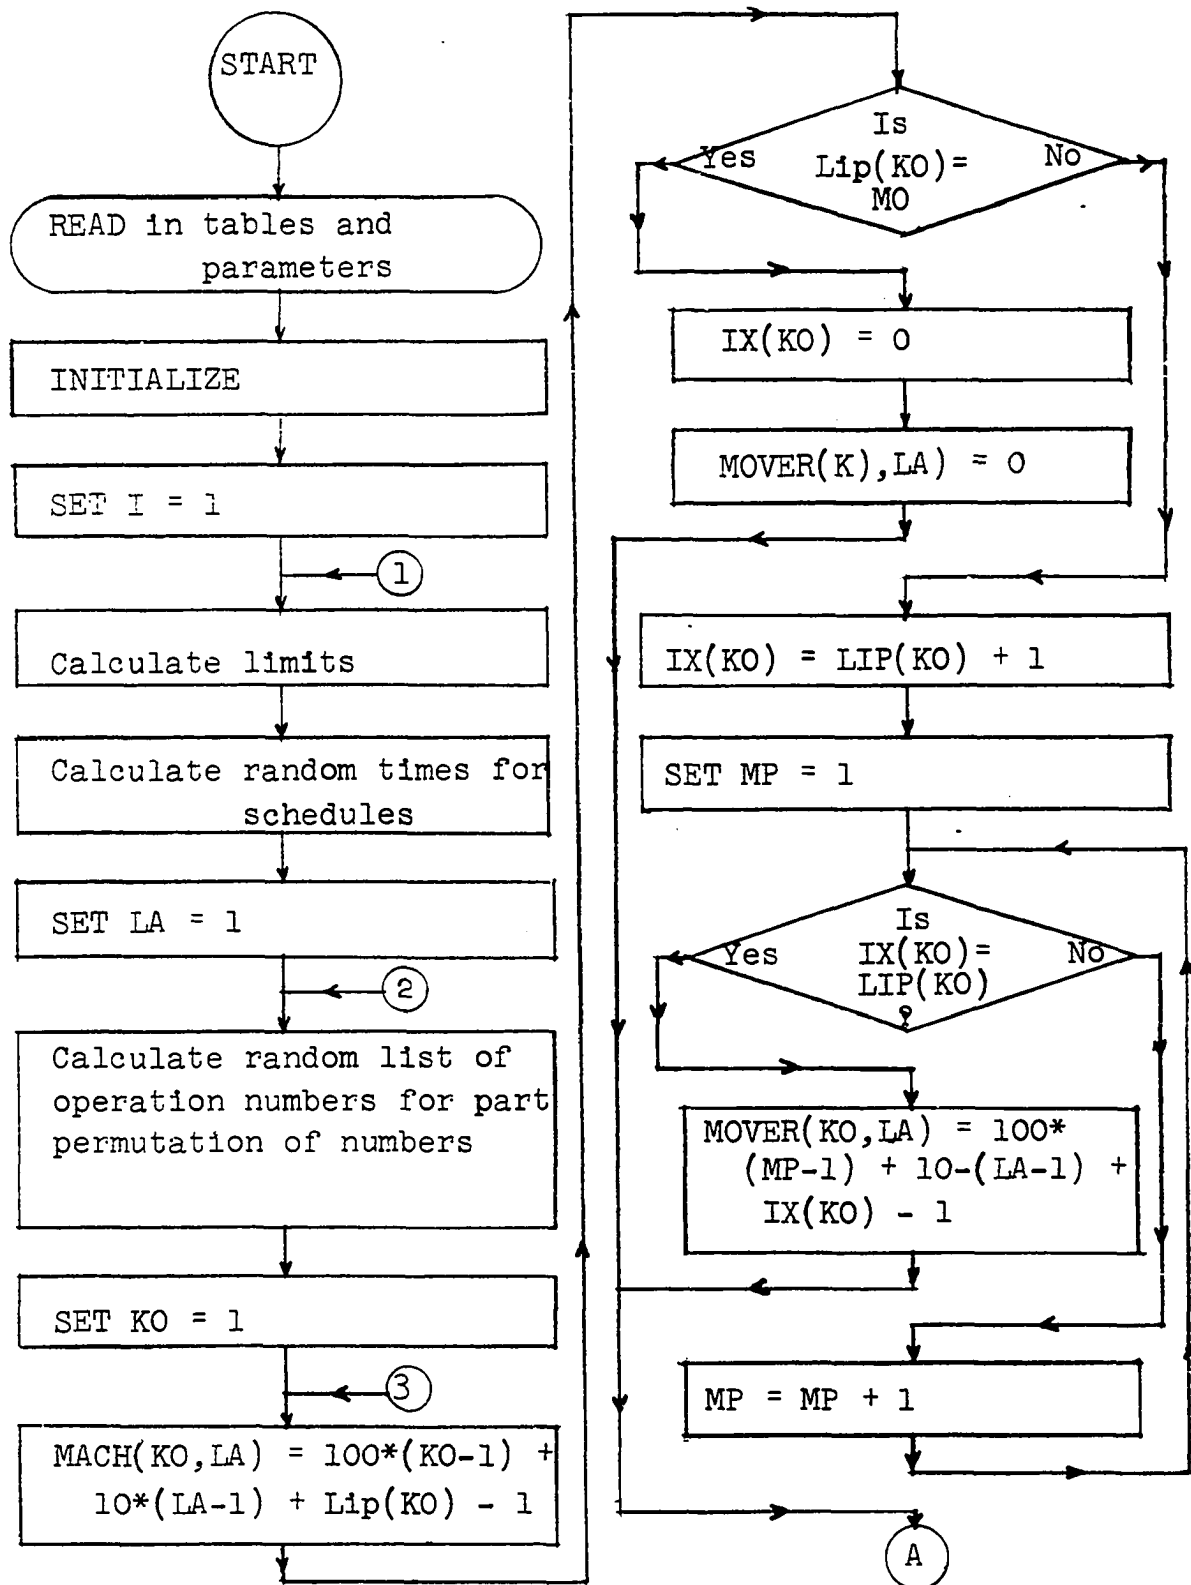 START
READ in tables and
parameters
INITIALIZE
SET I = 1
1
Calculate limits
Calculate random times for
schedules
SET LA = 1
2
Calculate random list of
operation numbers for part
permutation of numbers
SET KO = 1
3
MACH(KO,LA) = 100*(KO-1) +
10*(LA-1) + Lip(KO) - 1
Is
Yes Lip(KO)= No
MO
IX(KO) = 0
MOVER(K),LA) = 0
IX(KO) = LIP(KO) + 1
SET MP = 1
Is
Yes IX(KO)= No
LIP(KO)
?
MOVER(KO,LA) = 100*
(MP-1) + 10-(LA-1) +
IX(KO) - 1
MP = MP + 1
A